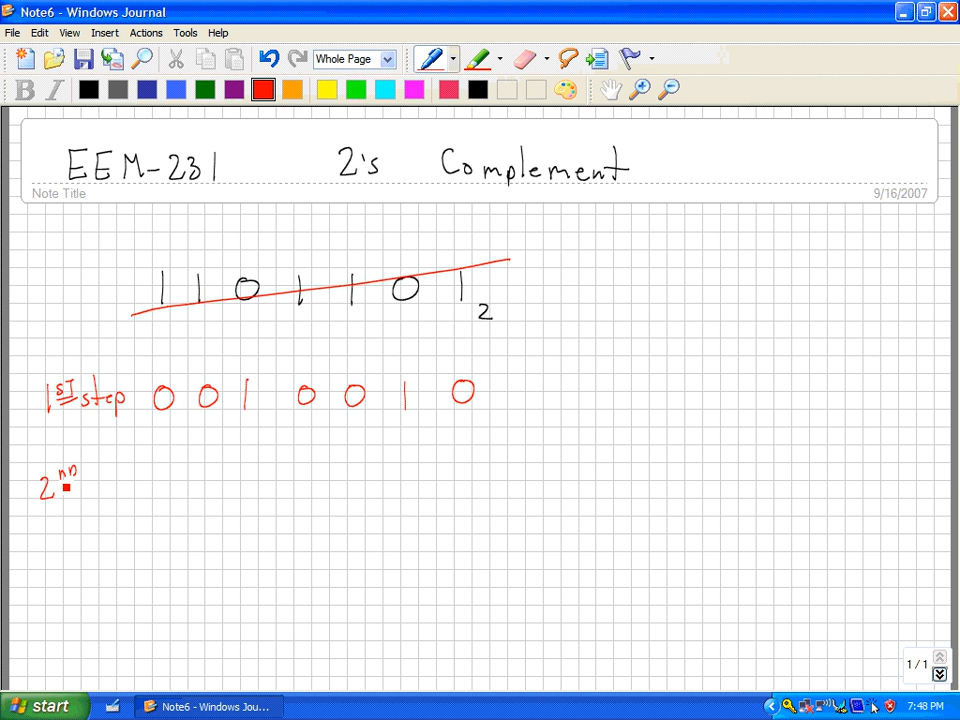 Note6 - Windows Journal
File Edit View Insert Actions Tools Help
Whole Page
B I
EEM-231 2's Complement
Note Title 9/16/2007
1 1 0 1 1 0 1 2
1ST step 0 0 1 0 0 1 0
2nD
1 / 1
start Note6 - Windows Jou... 7:48 PM